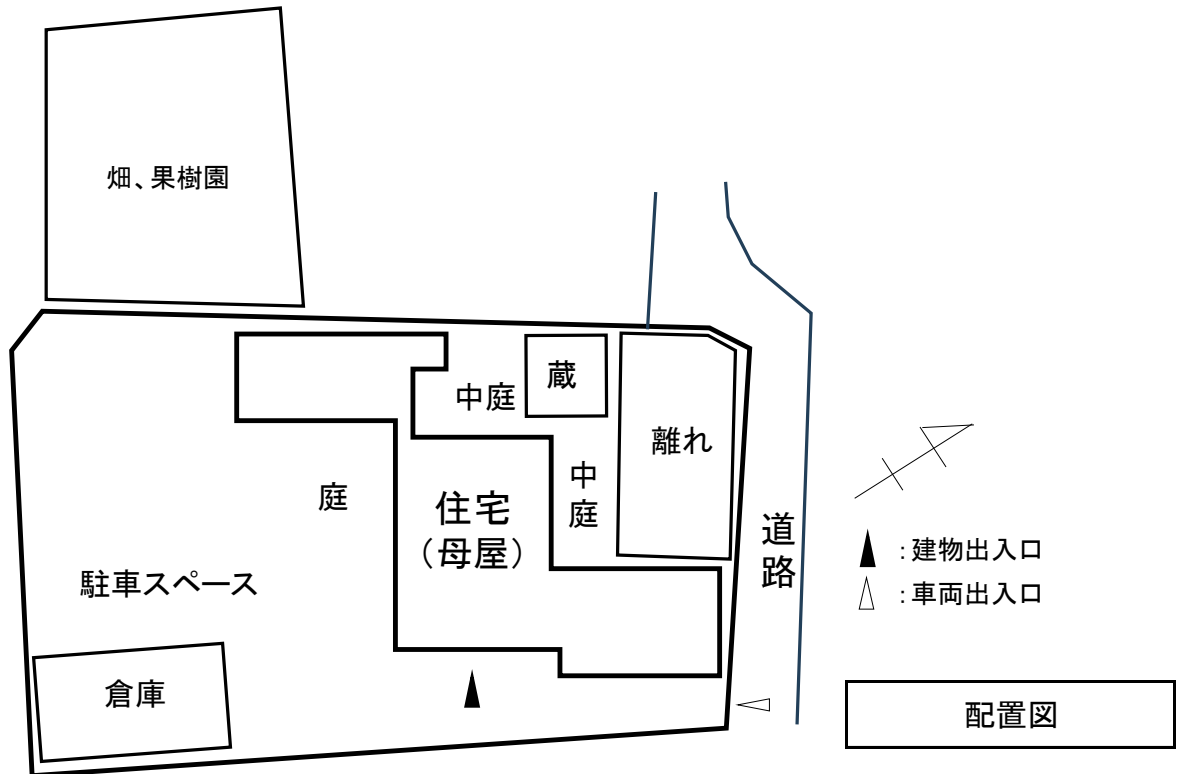 畑、果樹園
蔵
中庭
離れ
中
庭
庭
住宅
（母屋）
道
路
駐車スペース
倉庫
：建物出入口
：車両出入口
配置図